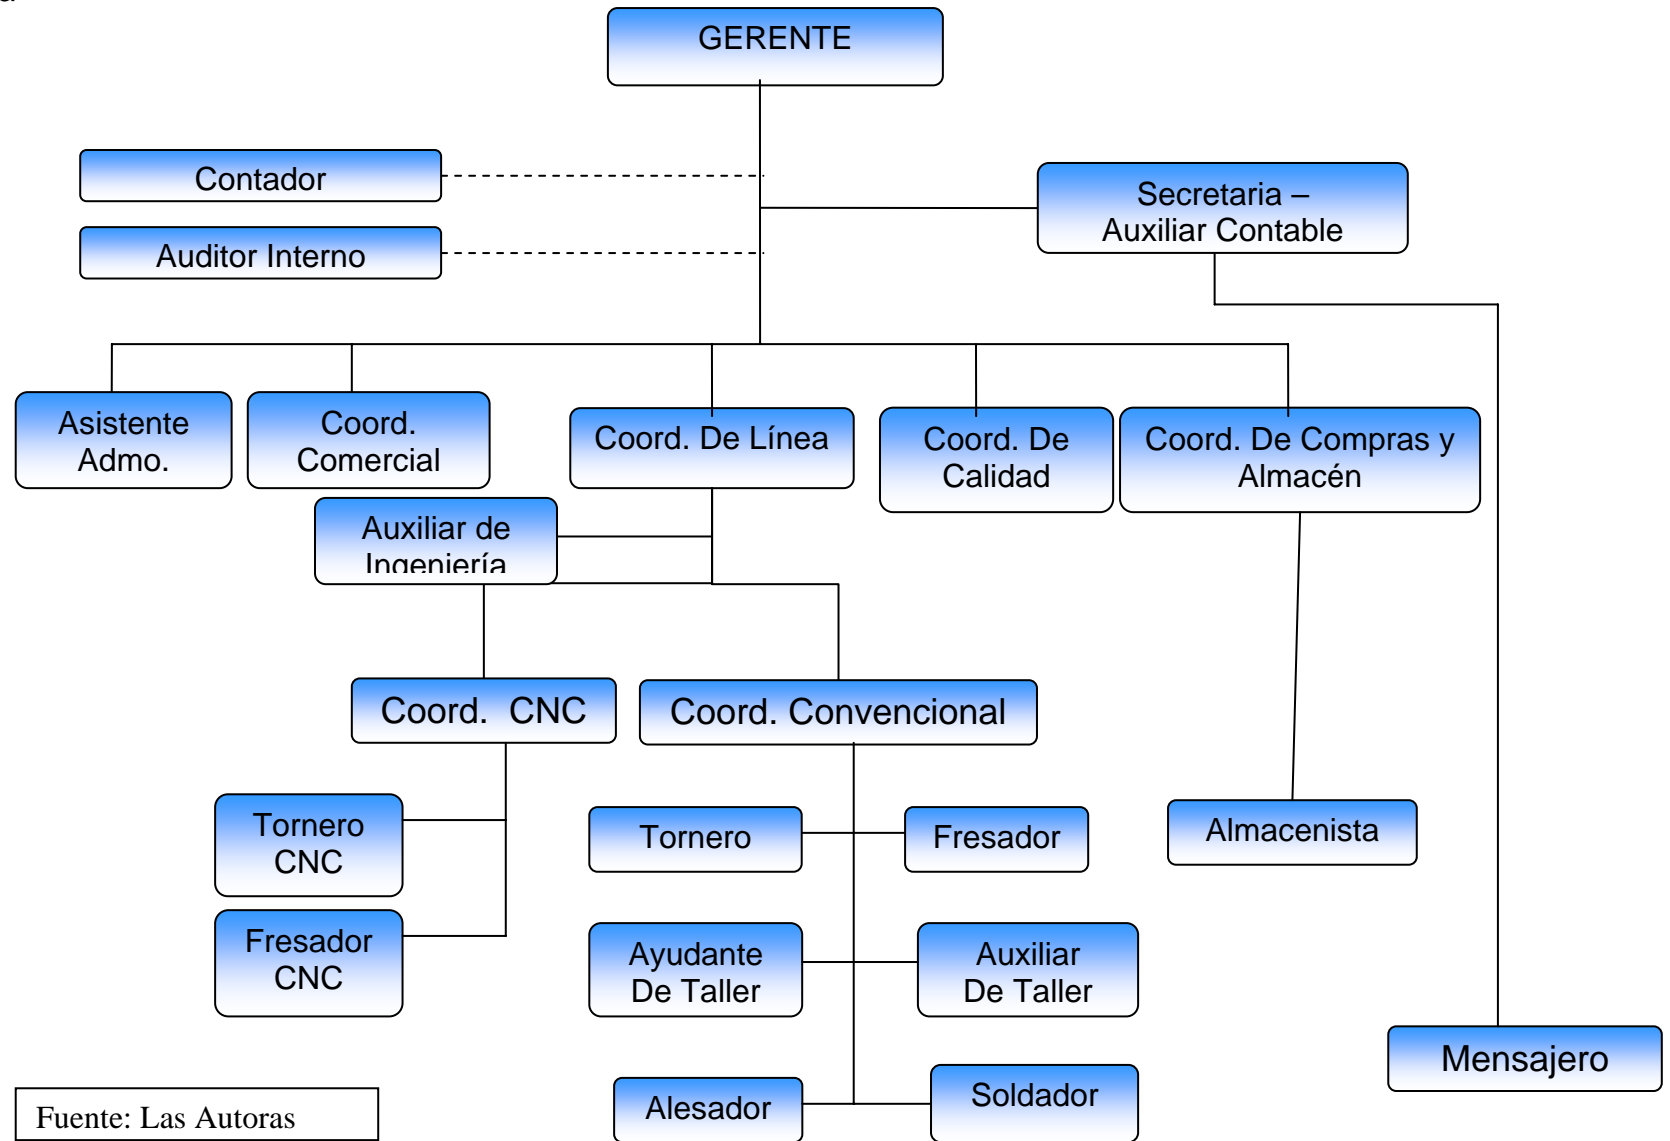 GERENTE
Contador
Secretaria –
Auxiliar Contable
Auditor Interno
Asistente
Admo.
Coord.
Comercial
Coord. De Línea
Coord. De
Calidad
Coord. De Compras y
Almacén
Auxiliar de
Ingeniería
Coord.  CNC
Coord. Convencional
Tornero
CNC
Tornero
Fresador
Almacenista
Fresador
CNC
Ayudante
De Taller
Auxiliar
De Taller
Mensajero
Alesador
Soldador
Fuente: Las Autoras